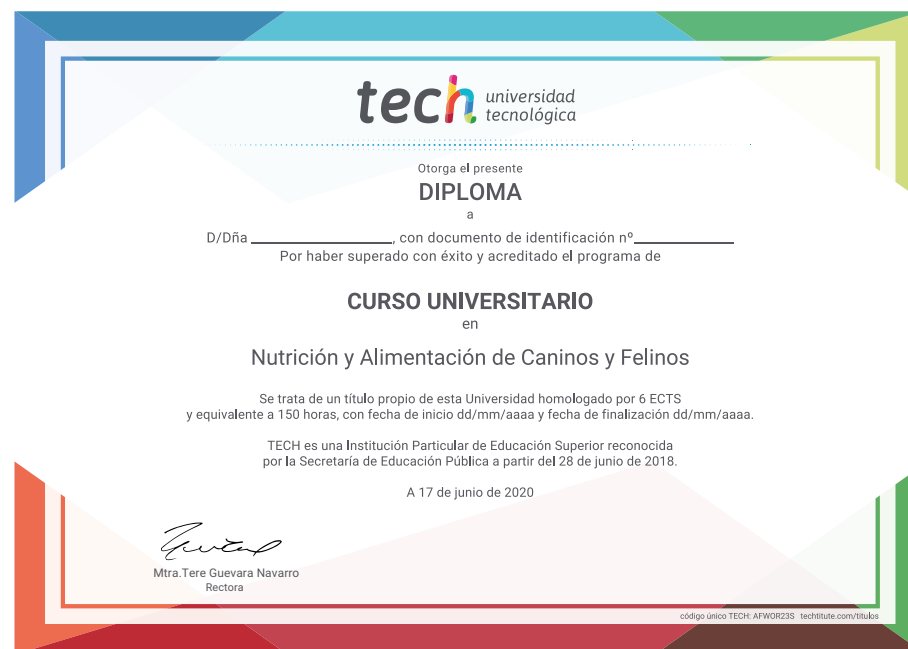 tech universidad
tecnológica
Otorga el presente
DIPLOMA
a
D/Dña ____________________, con documento de identificación nº______________
Por haber superado con éxito y acreditado el programa de
CURSO UNIVERSITARIO
en
Nutrición y Alimentación de Caninos y Felinos
Se trata de un título propio de esta Universidad homologado por 6 ECTS
y equivalente a 150 horas, con fecha de inicio dd/mm/aaaa y fecha de finalización dd/mm/aaaa.
TECH es una Institución Particular de Educación Superior reconocida
por la Secretaría de Educación Pública a partir del 28 de junio de 2018.
A 17 de junio de 2020
Mtra.Tere Guevara Navarro
Rectora
código único TECH: AFWOR23S techtitute.com/titulos